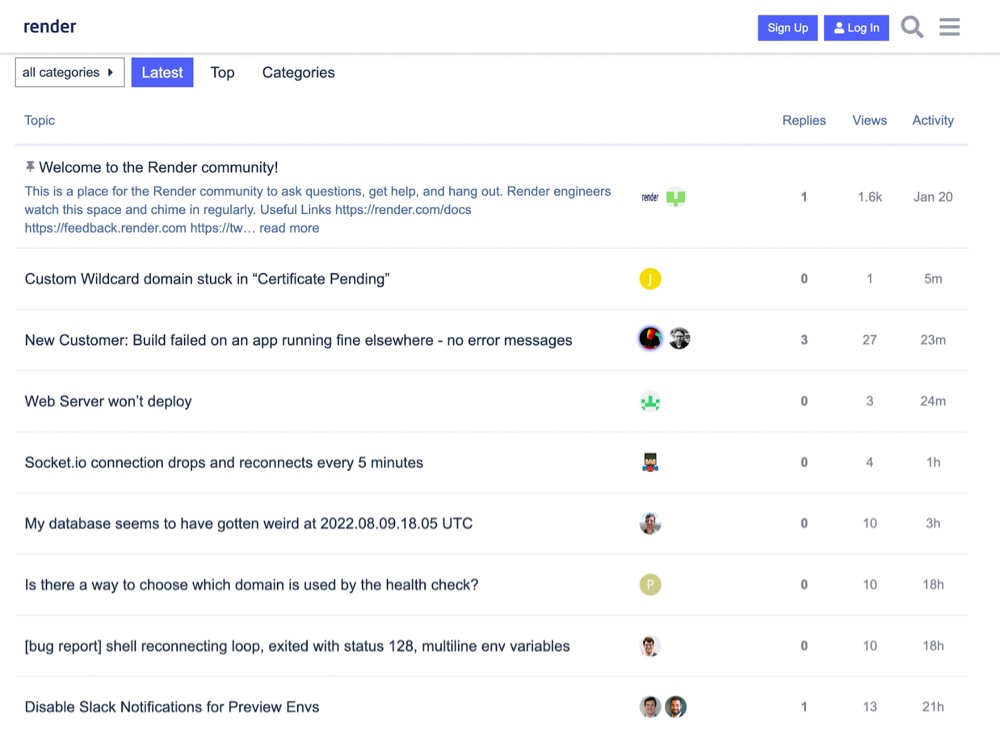 render
Sign Up
Log In
all categories
Latest
Top
Categories
Topic
Replies
Views
Activity
Welcome to the Render community!
This is a place for the Render community to ask questions, get help, and hang out. Render engineers
watch this space and chime in regularly. Useful Links https://render.com/docs
https://feedback.render.com https://tw… read more
render
1
1.6k
Jan 20
Custom Wildcard domain stuck in “Certificate Pending”
J
0
1
5m
New Customer: Build failed on an app running fine elsewhere - no error messages
3
27
23m
Web Server won’t deploy
0
3
24m
Socket.io connection drops and reconnects every 5 minutes
0
4
1h
My database seems to have gotten weird at 2022.08.09.18.05 UTC
0
10
3h
Is there a way to choose which domain is used by the health check?
P
0
10
18h
[bug report] shell reconnecting loop, exited with status 128, multiline env variables
0
10
18h
Disable Slack Notifications for Preview Envs
1
13
21h